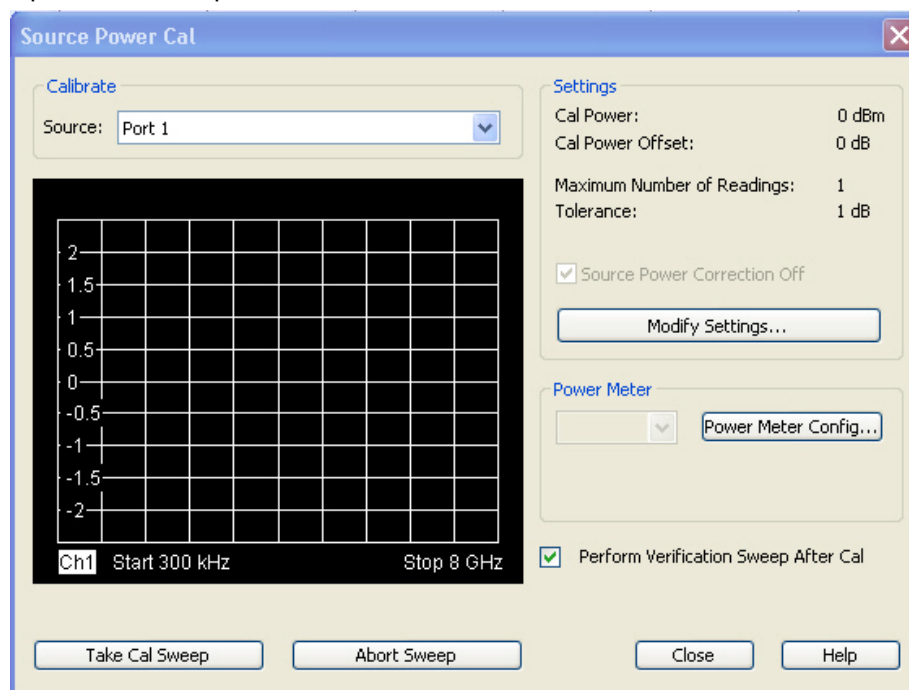 Source Power Cal
Calibrate
Source: Port 1
2
1.5
1
0.5
0
-0.5
-1
-1.5
-2
Ch1 Start 300 kHz Stop 8 GHz
Settings
Cal Power: 0 dBm
Cal Power Offset: 0 dB
Maximum Number of Readings: 1
Tolerance: 1 dB
Source Power Correction Off
Modify Settings...
Power Meter
Power Meter Config...
Perform Verification Sweep After Cal
Take Cal Sweep Abort Sweep Close Help